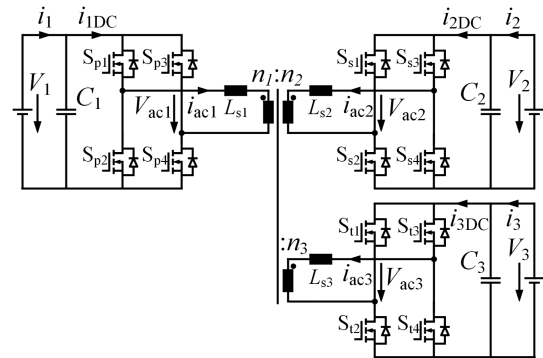 i1 i1DC
Sp1 Sp3
V1 C1
n1:n2
Vac1 iac1 Ls1
Sp2 Sp4
i2DC i2
Ss1 Ss3
Ls2 iac2 Vac2
C2 V2
Ss2 Ss4
:n3
St1 St3
i3DC i3
Ls3 iac3 Vac3
C3 V3
St2 St4